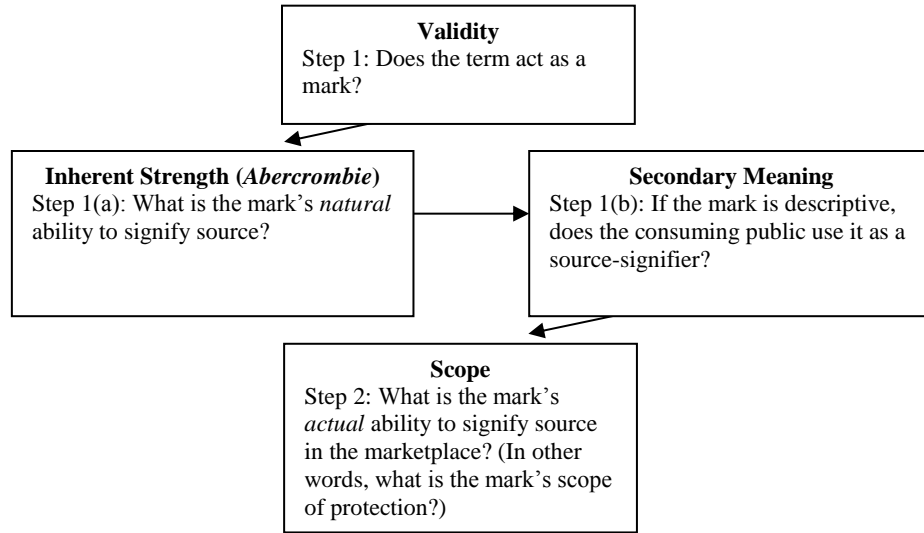 Validity
Step 1: Does the term act as a
mark?
Inherent Strength (Abercrombie)
Step 1(a): What is the mark's natural
ability to signify source?
Secondary Meaning
Step 1(b): If the mark is descriptive,
does the consuming public use it as a
source-signifier?
Scope
Step 2: What is the mark's
actual ability to signify source
in the marketplace? (In other
words, what is the mark's scope
of protection?)